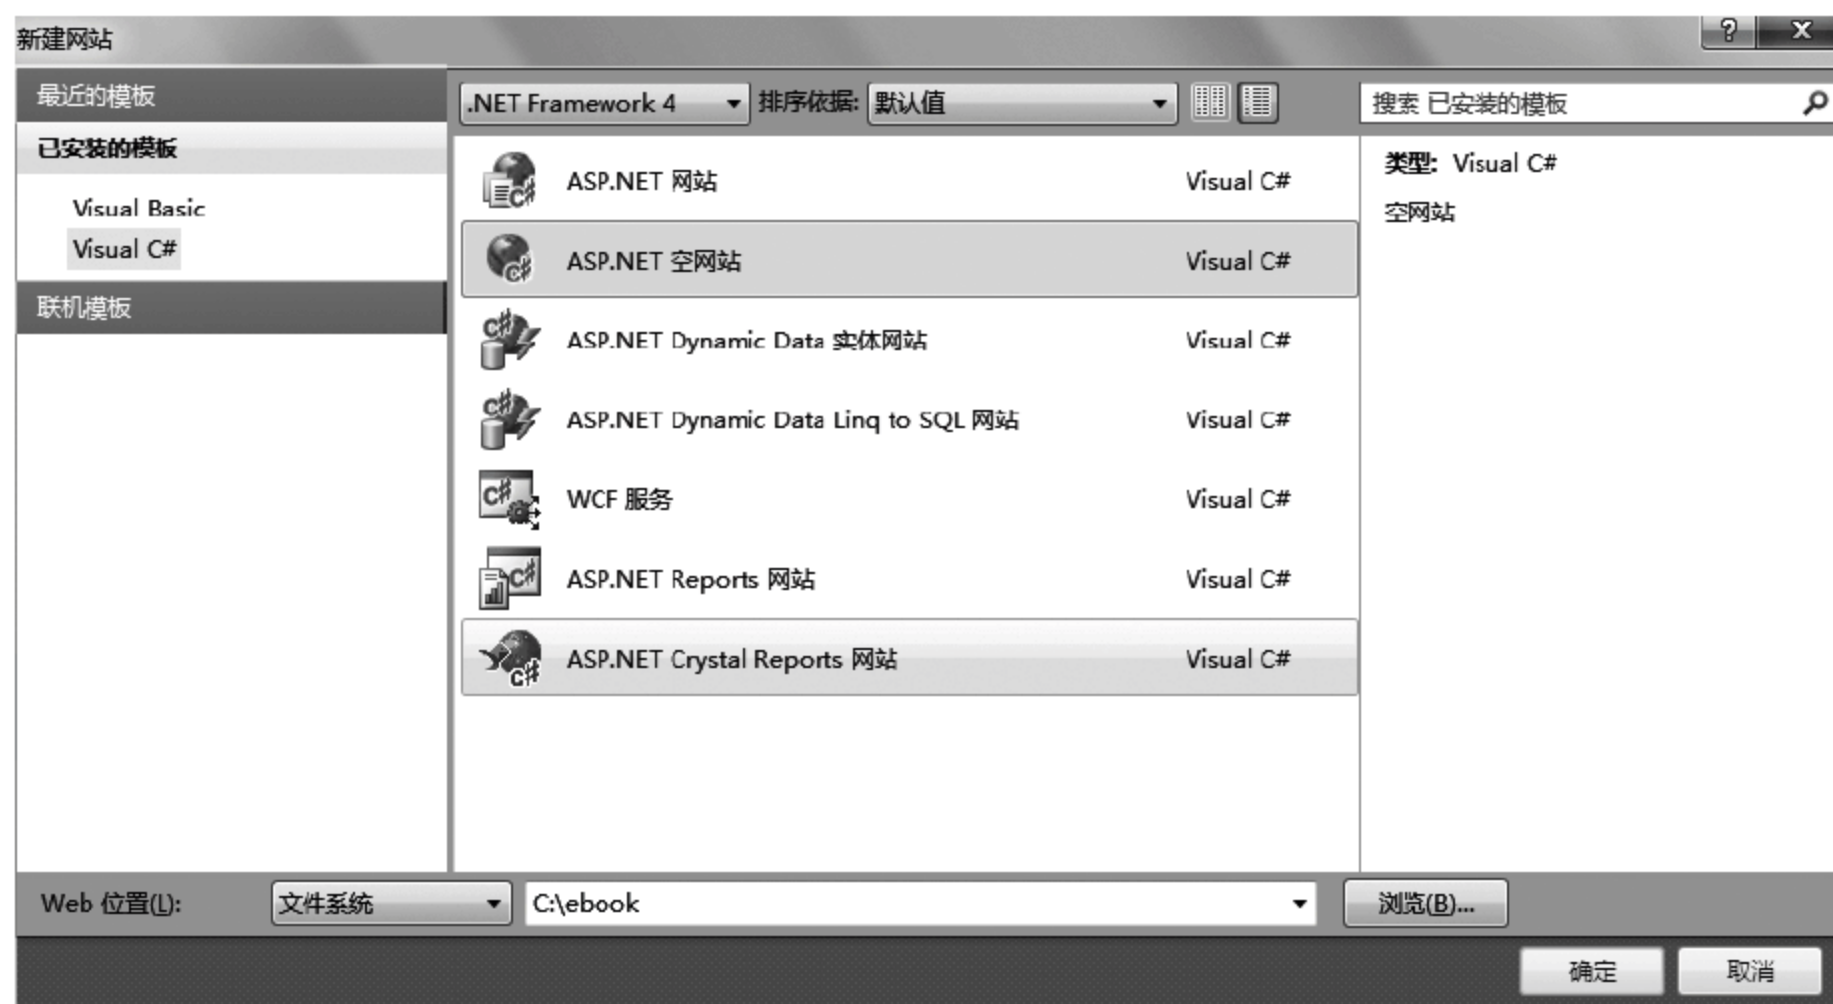 新建网站
?
X
最近的模板
已安装的模板
Visual Basic
Visual C#
联机模板
.NET Framework 4 排序依据: 默认值
搜索 已安装的模板
ASP.NET 网站 Visual C#
ASP.NET 空网站 Visual C#
ASP.NET Dynamic Data 实体网站 Visual C#
ASP.NET Dynamic Data Linq to SQL 网站 Visual C#
WCF 服务 Visual C#
ASP.NET Reports 网站 Visual C#
ASP.NET Crystal Reports 网站 Visual C#
类型: Visual C#
空网站
Web 位置(L): 文件系统 C:\ebook 浏览(B)...
确定 取消